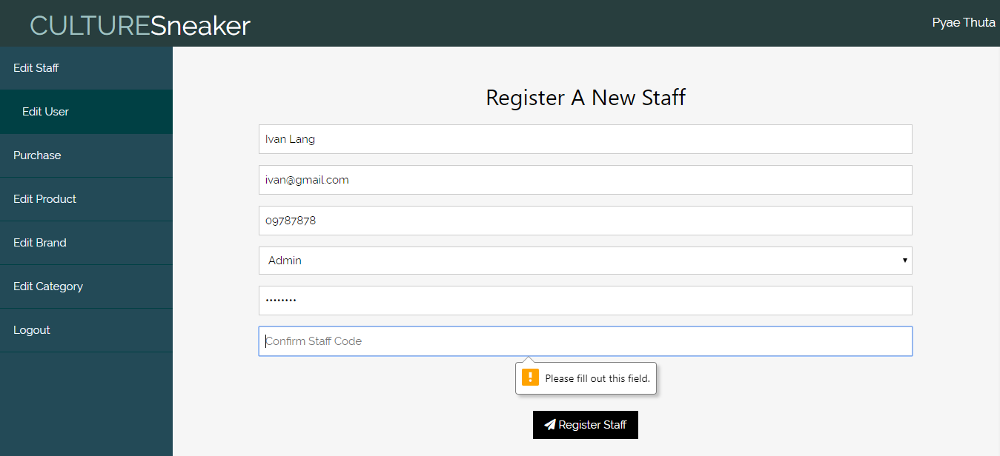 CULTURESneaker
Pyae Thuta
Edit Staff
Edit User
Purchase
Edit Product
Edit Brand
Edit Category
Logout
Register A New Staff
Ivan Lang
ivan@gmail.com
09787878
Admin
••••••••
Confirm Staff Code
Please fill out this field.
Register Staff